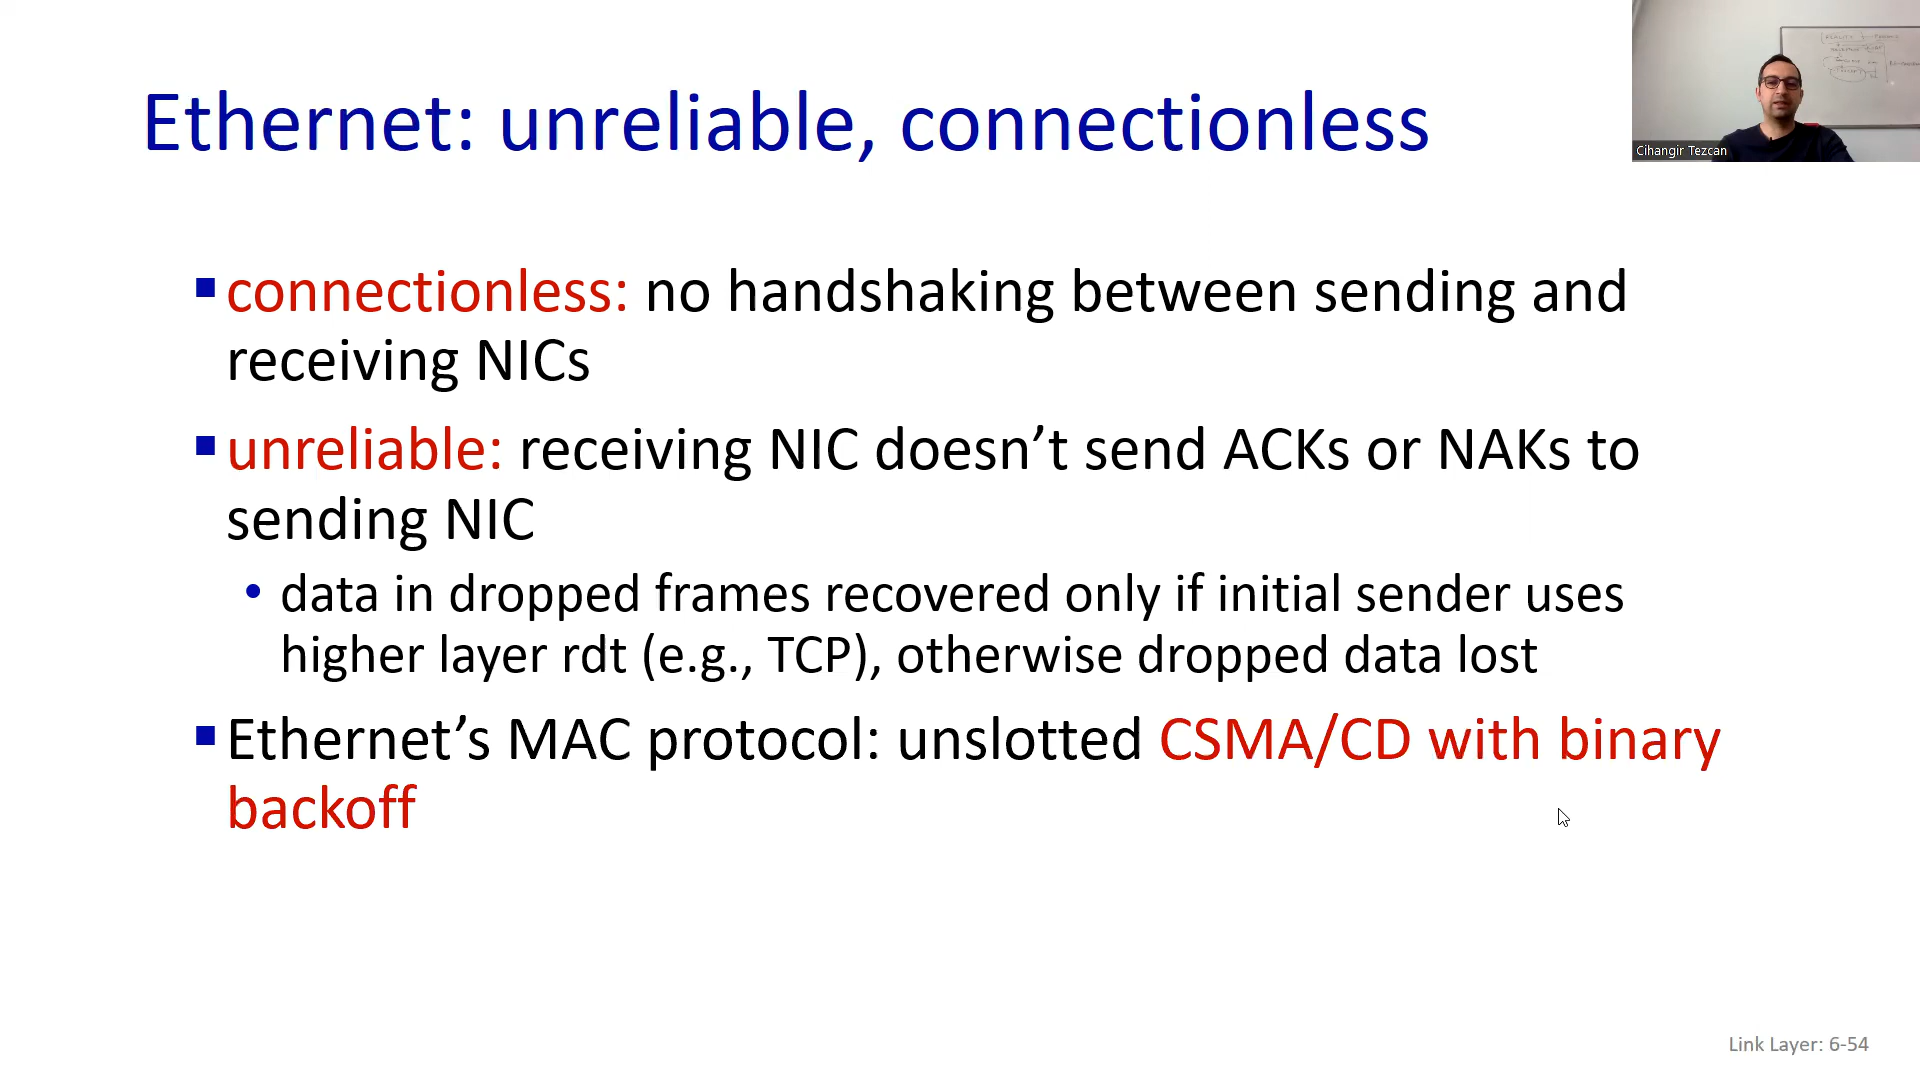 Ethernet: unreliable, connectionless
Cihangir Tezcan
▪ connectionless: no handshaking between sending and
receiving NICs
▪ unreliable: receiving NIC doesn’t send ACKs or NAKs to
sending NIC
• data in dropped frames recovered only if initial sender uses
higher layer rdt (e.g., TCP), otherwise dropped data lost
▪ Ethernet’s MAC protocol: unslotted CSMA/CD with binary
backoff
Link Layer: 6-54